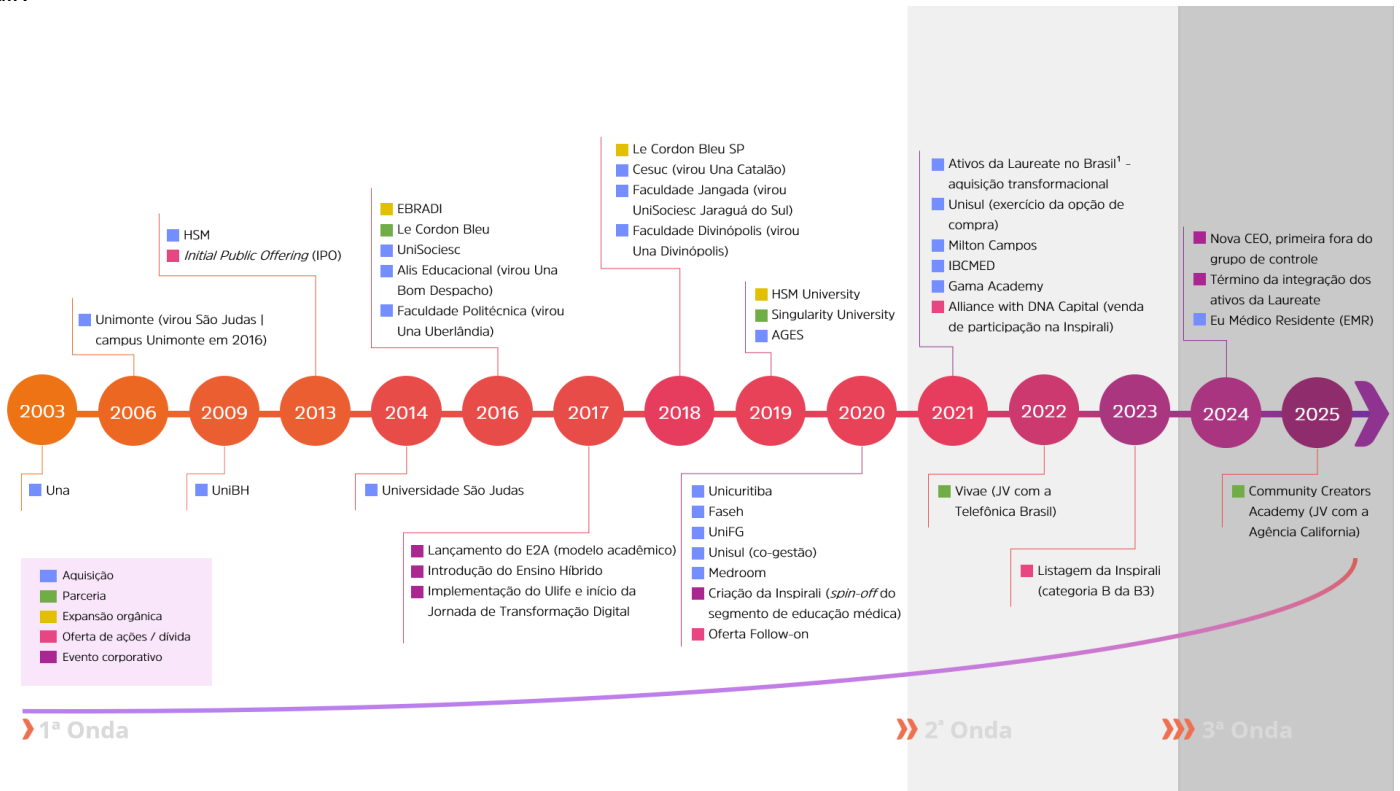 Le Cordon Bleu SP
Cesuc (virou Una Catalão)
Faculdade Jangada (virou
UniSociesc Jaraguá do Sul)
Faculdade Divinópolis (virou
Una Divinópolis)
Ativos da Laureate no Brasil¹ -
aquisição transformacional
Unisul (exercício da opção de
compra)
Milton Campos
IBCMED
Gama Academy
Alliance with DNA Capital (venda
de participação na Inspirali)
EBRADI
Le Cordon Bleu
UniSociesc
Alis Educacional (virou Una
Bom Despacho)
Faculdade Politécnica (virou
Una Uberlândia)
HSM
Initial Public Offering (IPO)
Nova CEO, primeira fora do
grupo de controle
Término da integração dos
ativos da Laureate
Eu Médico Residente (EMR)
HSM University
Singularity University
AGES
Unimonte (virou São Judas |
campus Unimonte em 2016)
2003
2006
2009
2013
2014
2016
2017
2018
2019
2020
2021
2022
2023
2024
2025
Una
UniBH
Universidade São Judas
Lançamento do E2A (modelo acadêmico)
Introdução do Ensino Híbrido
Implementação do Ulife e início da
Jornada de Transformação Digital
Unicuritiba
Faseh
UniFG
Unisul (co-gestão)
Medroom
Criação da Inspirali (spin-off do
segmento de educação médica)
Oferta Follow-on
Vivae (JV com a
Telefônica Brasil)
Listagem da Inspirali
(categoria B da B3)
Community Creators
Academy (JV com a
Agência California)
Aquisição
Parceria
Expansão orgânica
Oferta de ações / dívida
Evento corporativo
1ª Onda
2ª Onda
3ª Onda